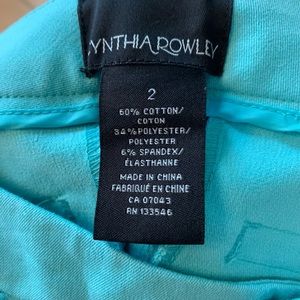 CYNTHIA ROWLEY
2
60% COTTON/
COTON
34% POLYESTER/
POLYESTER
6% SPANDEX/
ÉLASTHANNE
MADE IN CHINA
FABRIQUÉ EN CHINE
CA 07043
RN 133546